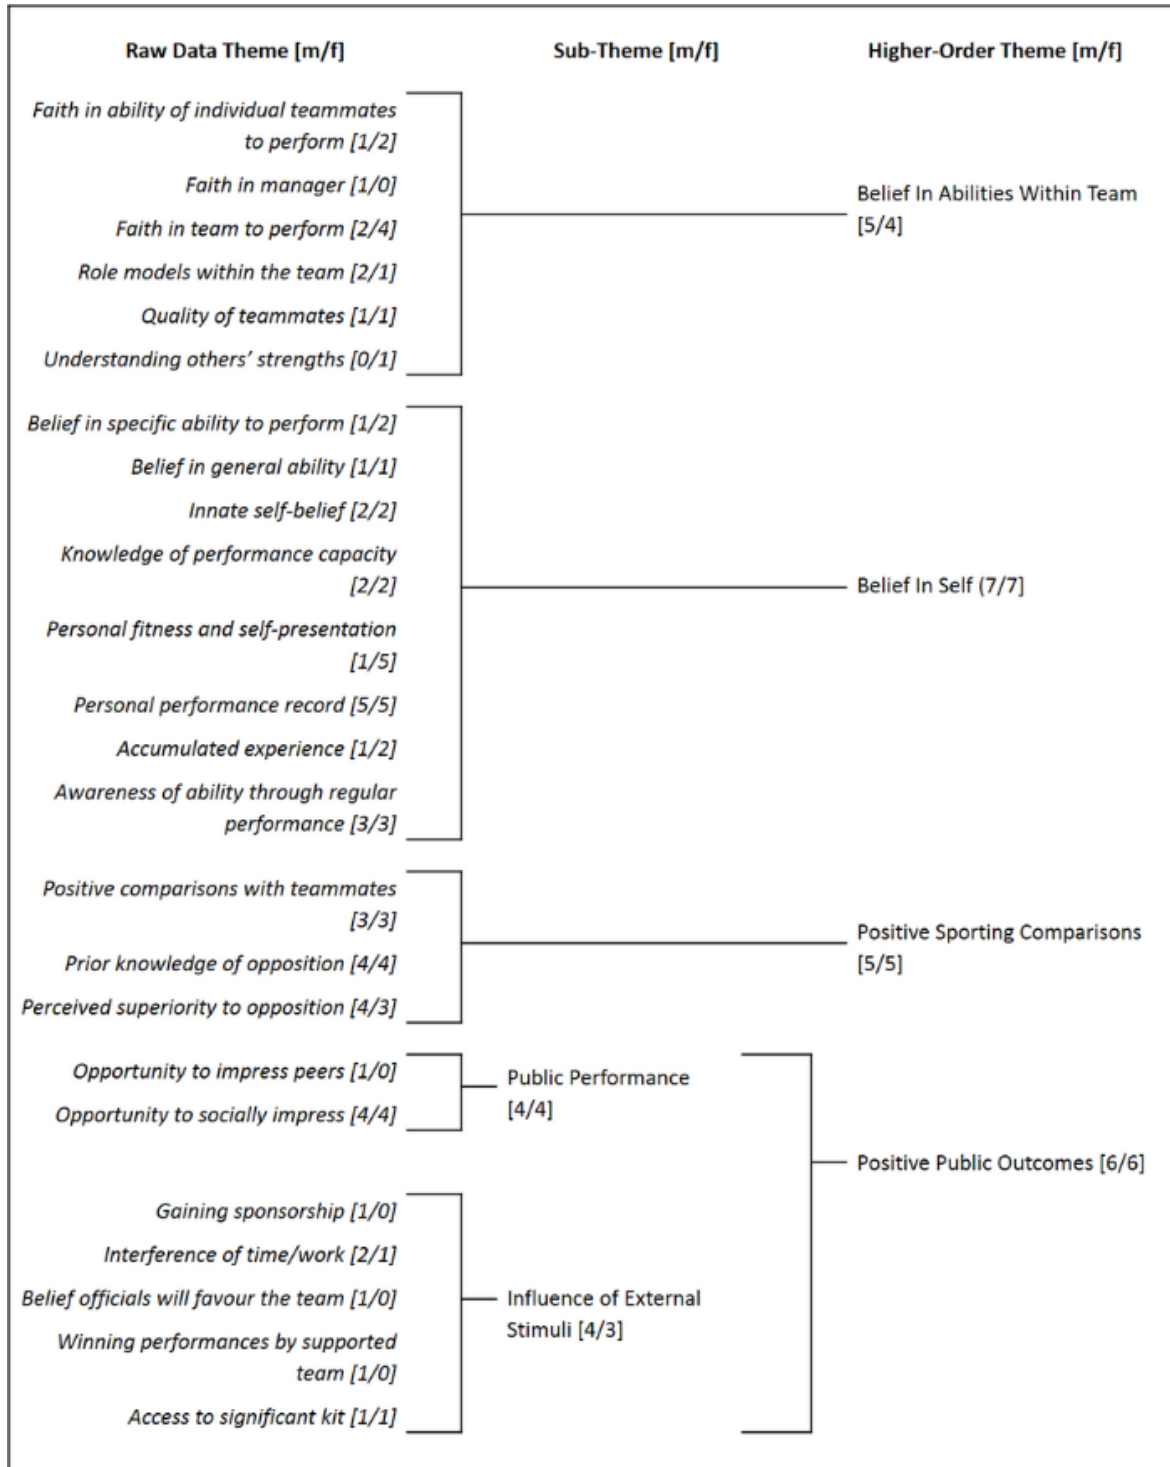 Raw Data Theme [m/f]
Sub-Theme [m/f]
Higher-Order Theme [m/f]
Faith in ability of individual teammates
to perform [1/2]
Faith in manager [1/0]
Faith in team to perform [2/4]
Role models within the team [2/1]
Quality of teammates [1/1]
Understanding others’ strengths [0/1]
Belief In Abilities Within Team
[5/4]
Belief in specific ability to perform [1/2]
Belief in general ability [1/1]
Innate self-belief [2/2]
Knowledge of performance capacity
[2/2]
Personal fitness and self-presentation
[1/5]
Personal performance record [5/5]
Accumulated experience [1/2]
Awareness of ability through regular
performance [3/3]
Belief In Self (7/7]
Positive comparisons with teammates
[3/3]
Prior knowledge of opposition [4/4]
Perceived superiority to opposition [4/3]
Positive Sporting Comparisons
[5/5]
Opportunity to impress peers [1/0]
Opportunity to socially impress [4/4]
Public Performance
[4/4]
Gaining sponsorship [1/0]
Interference of time/work [2/1]
Belief officials will favour the team [1/0]
Winning performances by supported
team [1/0]
Access to significant kit [1/1]
Influence of External
Stimuli [4/3]
Positive Public Outcomes [6/6]